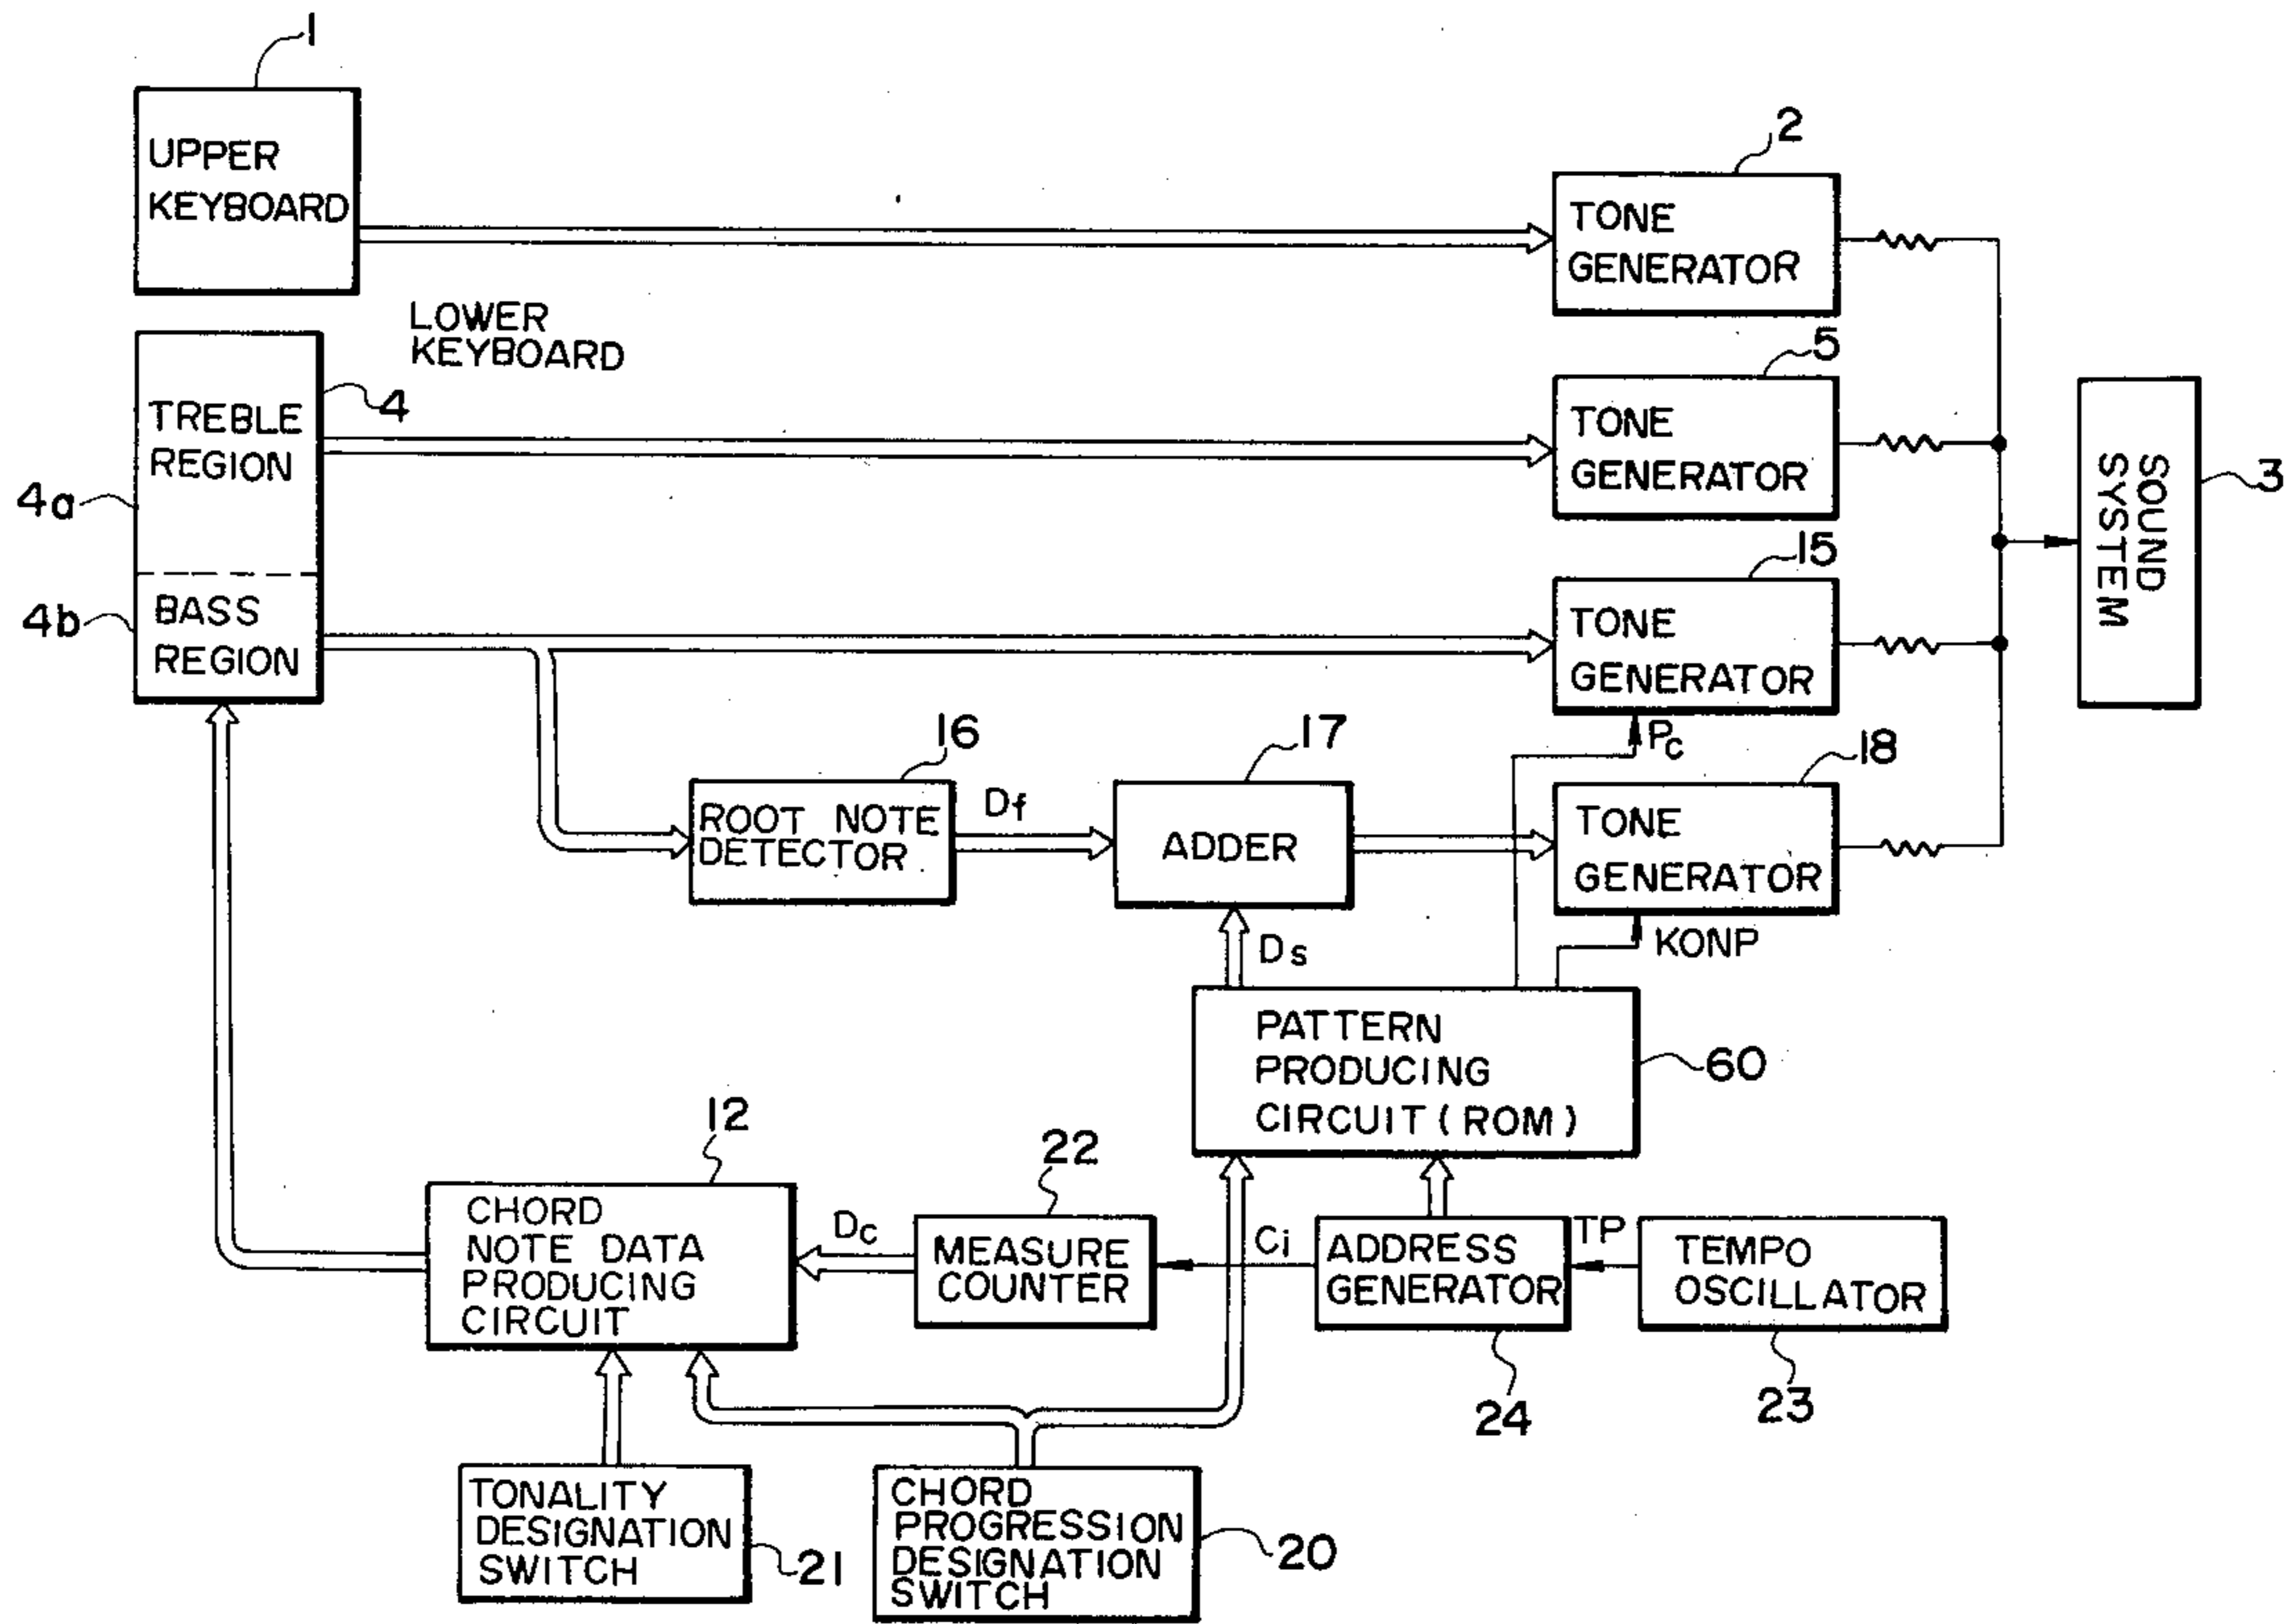 1
UPPER
KEYBOARD
2
TONE
GENERATOR
LOWER
KEYBOARD
4
TREBLE
REGION
4a
5
TONE
GENERATOR
SOUND
SYSTEM
3
4b
BASS
REGION
15
TONE
GENERATOR
Pc
16
ROOT NOTE
DETECTOR
Df
17
ADDER
18
TONE
GENERATOR
KONP
Ds
PATTERN
PRODUCING
CIRCUIT (ROM)
60
12
CHORD
NOTE DATA
PRODUCING
CIRCUIT
Dc
22
MEASURE
COUNTER
Ci
ADDRESS
GENERATOR
24
TP
TEMPO
OSCILLATOR
23
TONALITY
DESIGNATION
SWITCH
21
CHORD
PROGRESSION
DESIGNATION
SWITCH
20